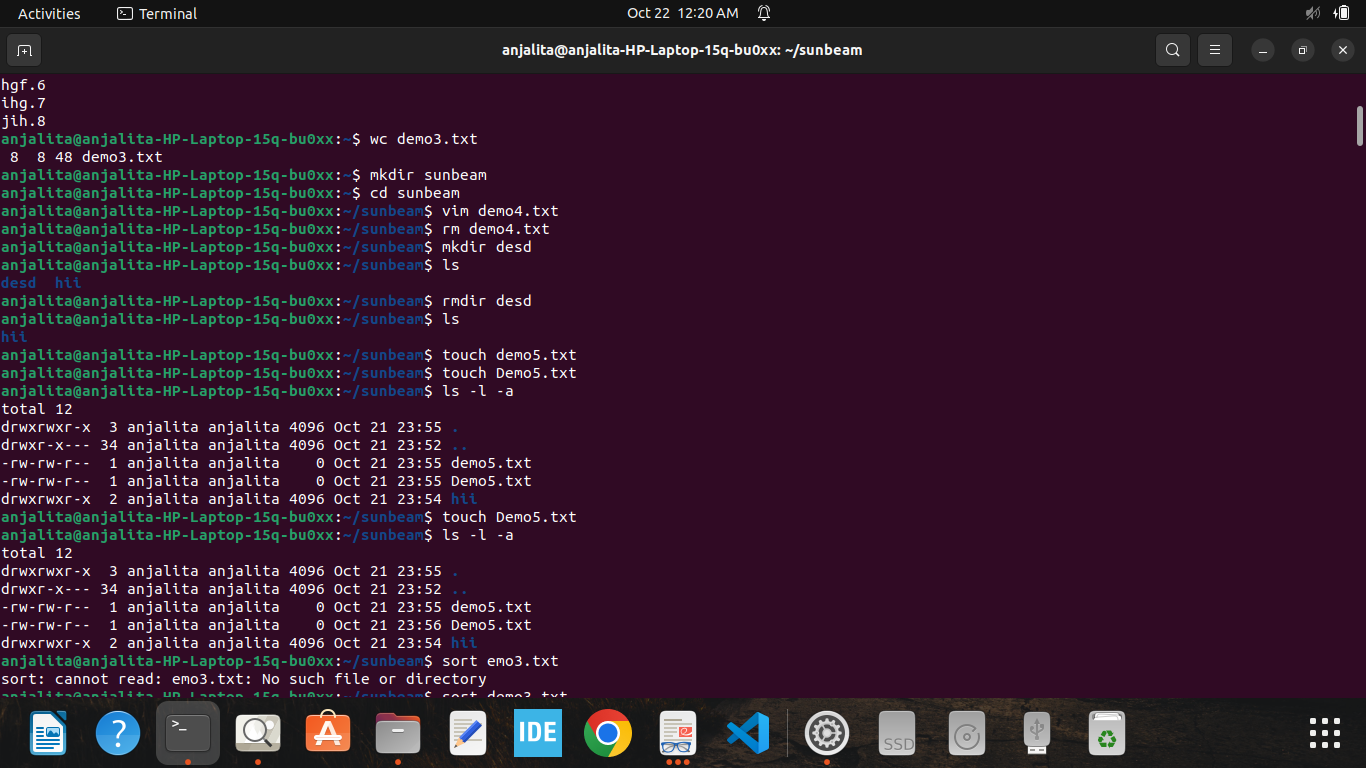 Activities Terminal Oct 22 12:20 AM
anjalita@anjalita-HP-Laptop-15q-bu0xx: ~/sunbeam
hgf.6
ihg.7
jih.8
anjalita@anjalita-HP-Laptop-15q-bu0xx:~$ wc demo3.txt
 8  8 48 demo3.txt
anjalita@anjalita-HP-Laptop-15q-bu0xx:~$ mkdir sunbeam
anjalita@anjalita-HP-Laptop-15q-bu0xx:~$ cd sunbeam
anjalita@anjalita-HP-Laptop-15q-bu0xx:~/sunbeam$ vim demo4.txt
anjalita@anjalita-HP-Laptop-15q-bu0xx:~/sunbeam$ rm demo4.txt
anjalita@anjalita-HP-Laptop-15q-bu0xx:~/sunbeam$ mkdir desd
anjalita@anjalita-HP-Laptop-15q-bu0xx:~/sunbeam$ ls
desd  hii
anjalita@anjalita-HP-Laptop-15q-bu0xx:~/sunbeam$ rmdir desd
anjalita@anjalita-HP-Laptop-15q-bu0xx:~/sunbeam$ ls
hii
anjalita@anjalita-HP-Laptop-15q-bu0xx:~/sunbeam$ touch demo5.txt
anjalita@anjalita-HP-Laptop-15q-bu0xx:~/sunbeam$ touch Demo5.txt
anjalita@anjalita-HP-Laptop-15q-bu0xx:~/sunbeam$ ls -l -a
total 12
drwxrwxr-x  3 anjalita anjalita 4096 Oct 21 23:55 .
drwxr-x--- 34 anjalita anjalita 4096 Oct 21 23:52 ..
-rw-rw-r--  1 anjalita anjalita    0 Oct 21 23:55 demo5.txt
-rw-rw-r--  1 anjalita anjalita    0 Oct 21 23:55 Demo5.txt
drwxrwxr-x  2 anjalita anjalita 4096 Oct 21 23:54 hii
anjalita@anjalita-HP-Laptop-15q-bu0xx:~/sunbeam$ touch Demo5.txt
anjalita@anjalita-HP-Laptop-15q-bu0xx:~/sunbeam$ ls -l -a
total 12
drwxrwxr-x  3 anjalita anjalita 4096 Oct 21 23:55 .
drwxr-x--- 34 anjalita anjalita 4096 Oct 21 23:52 ..
-rw-rw-r--  1 anjalita anjalita    0 Oct 21 23:55 demo5.txt
-rw-rw-r--  1 anjalita anjalita    0 Oct 21 23:56 Demo5.txt
drwxrwxr-x  2 anjalita anjalita 4096 Oct 21 23:54 hii
anjalita@anjalita-HP-Laptop-15q-bu0xx:~/sunbeam$ sort emo3.txt
sort: cannot read: emo3.txt: No such file or directory
anjalita@anjalita-HP-Laptop-15q-bu0xx:~/sunbeam$ sort demo3.txt
IDE
SSD